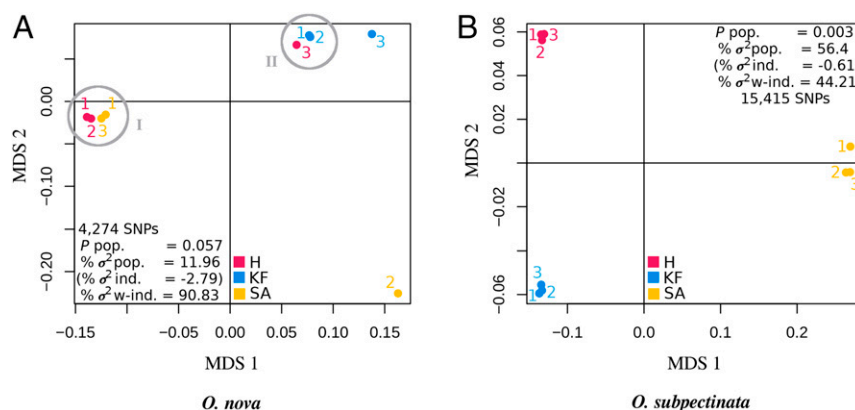 A
1
2
3
3
II
1
1
2
3
I
0.00
−0.10
−0.20
MDS 2
4,274 SNPs
P pop. = 0.057
% σ²pop. = 11.96
(% σ²ind. = -2.79)
% σ²w-ind. = 90.83
H
KF
SA
2
−0.15
−0.10
−0.05
0.00
0.05
0.10
0.15
MDS 1
O. nova
B
0.06
0.04
0.02
−0.02
−0.06
MDS 2
1
3
2
P pop. = 0.003
% σ²pop. = 56.4
(% σ²ind. = -0.61
% σ²w-ind. = 44.21
15,415 SNPs
1
2
3
3
1
2
H
KF
SA
−0.1
0.0
0.1
0.2
MDS 1
O. subpectinata